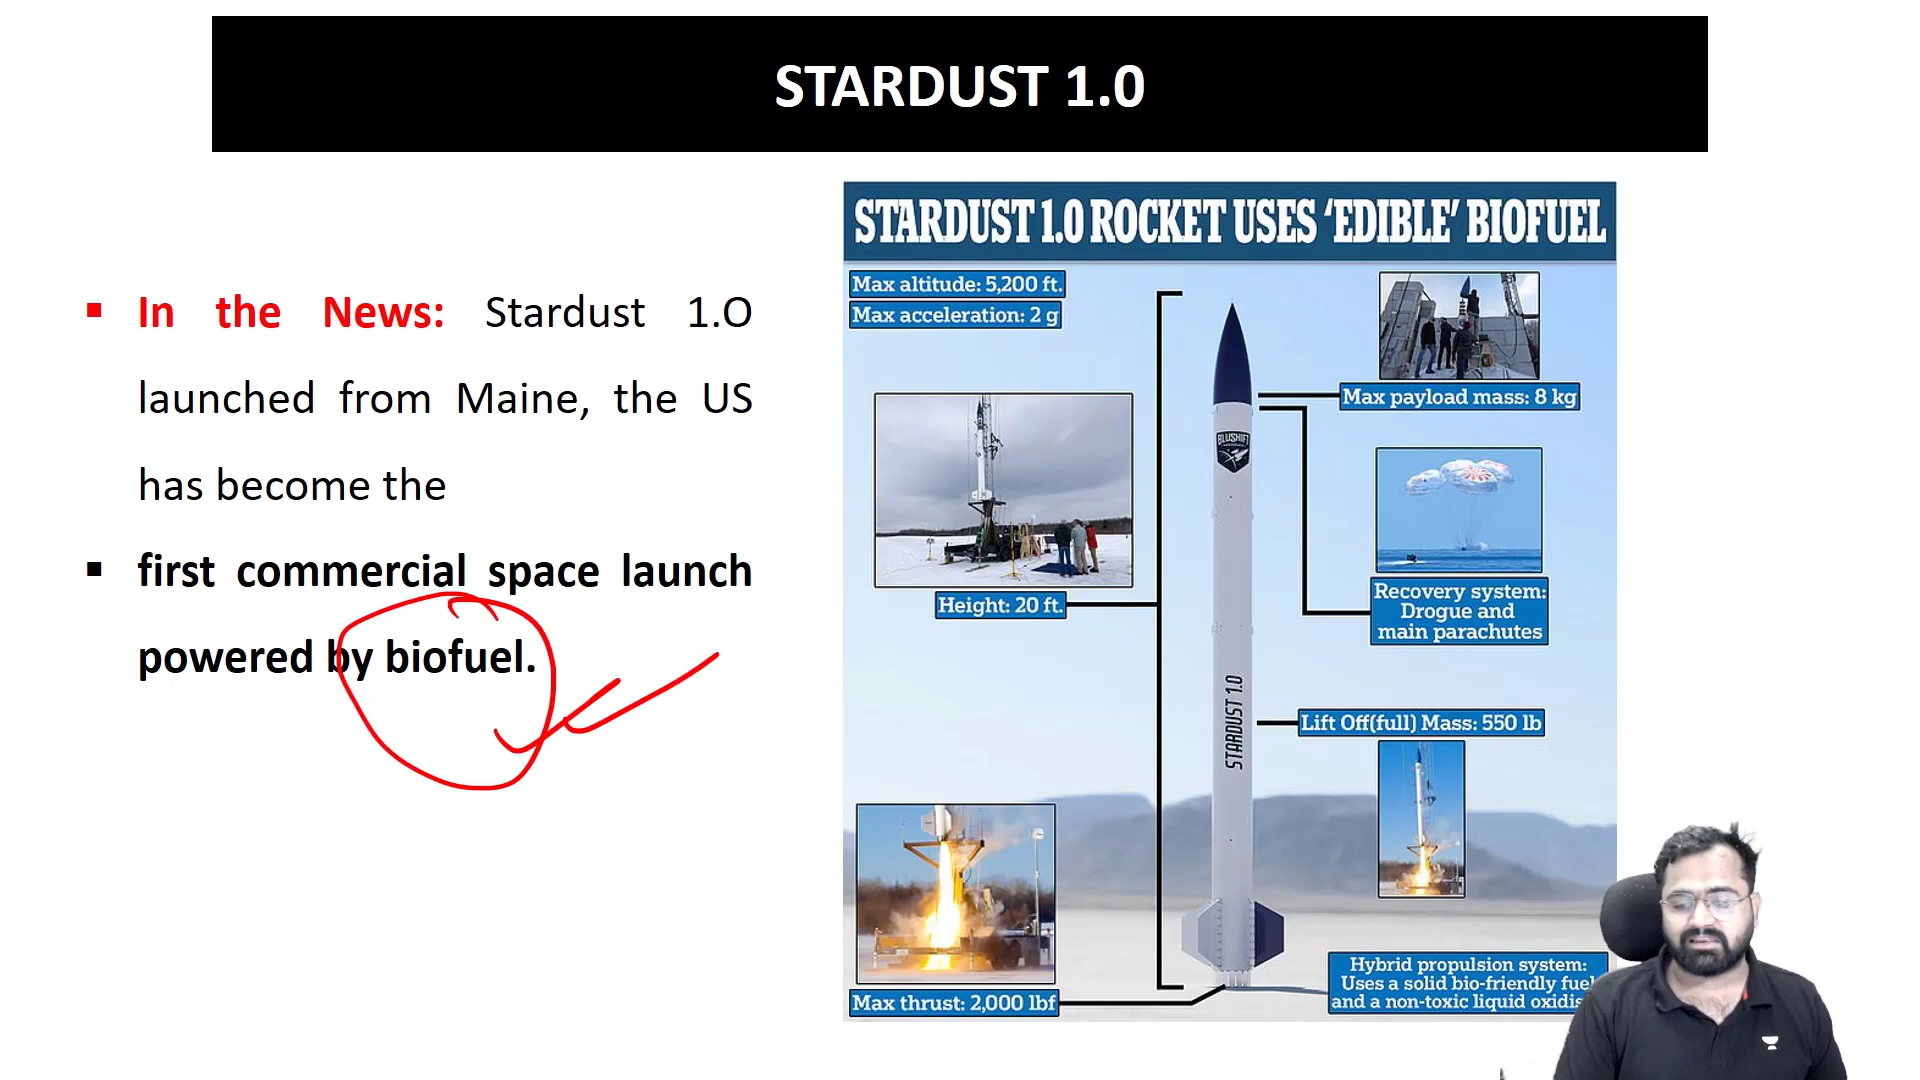 STARDUST 1.0
▪ In the News: Stardust 1.O
launched from Maine, the US
has become the
▪ first commercial space launch
powered by biofuel.
STARDUST 1.0 ROCKET USES ‘EDIBLE’ BIOFUEL
Max altitude: 5,200 ft.
Max acceleration: 2 g
Max payload mass: 8 kg
BLUSHIFT
Height: 20 ft.
Recovery system:
Drogue and
main parachutes
STARDUST 1.0
Lift Off(full) Mass: 550 lb
Max thrust: 2,000 lbf
Hybrid propulsion system:
Uses a solid bio-friendly fuel
and a non-toxic liquid